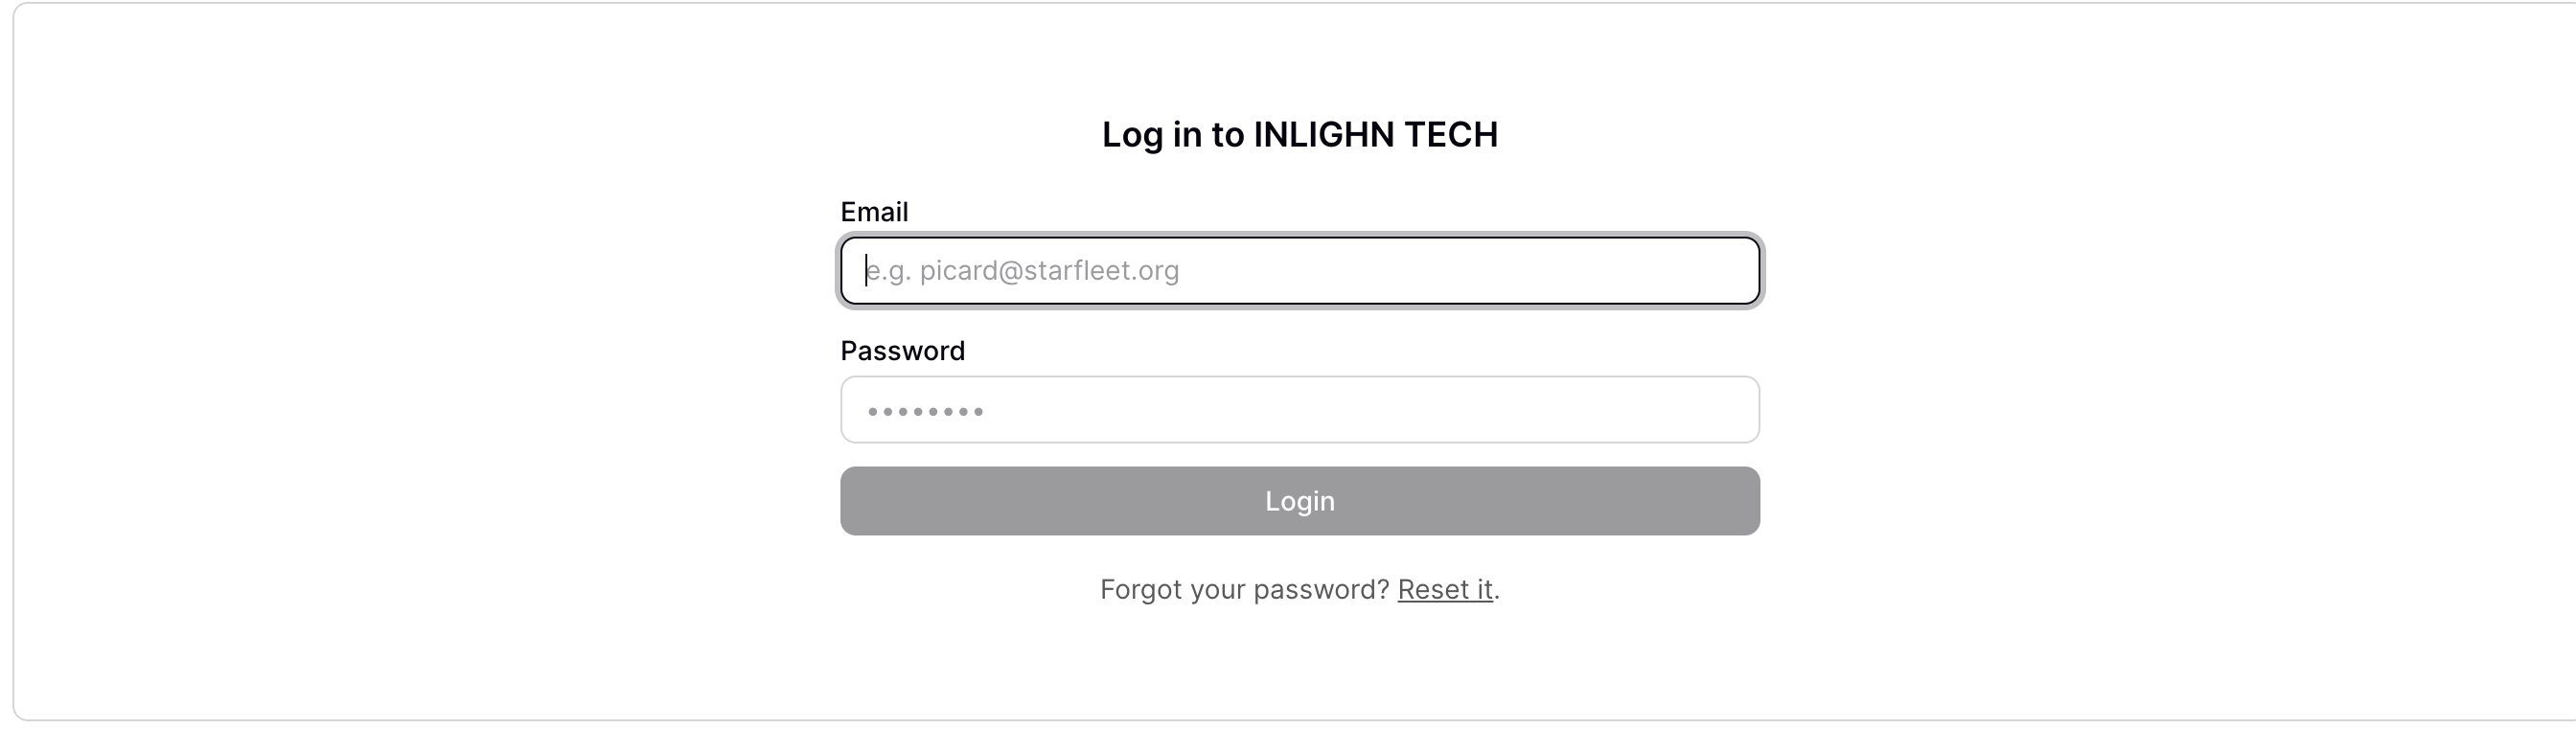 Log in to INLIGHN TECH
Email
e.g. picard@starfleet.org
Password
••••••••
Login
Forgot your password? Reset it.